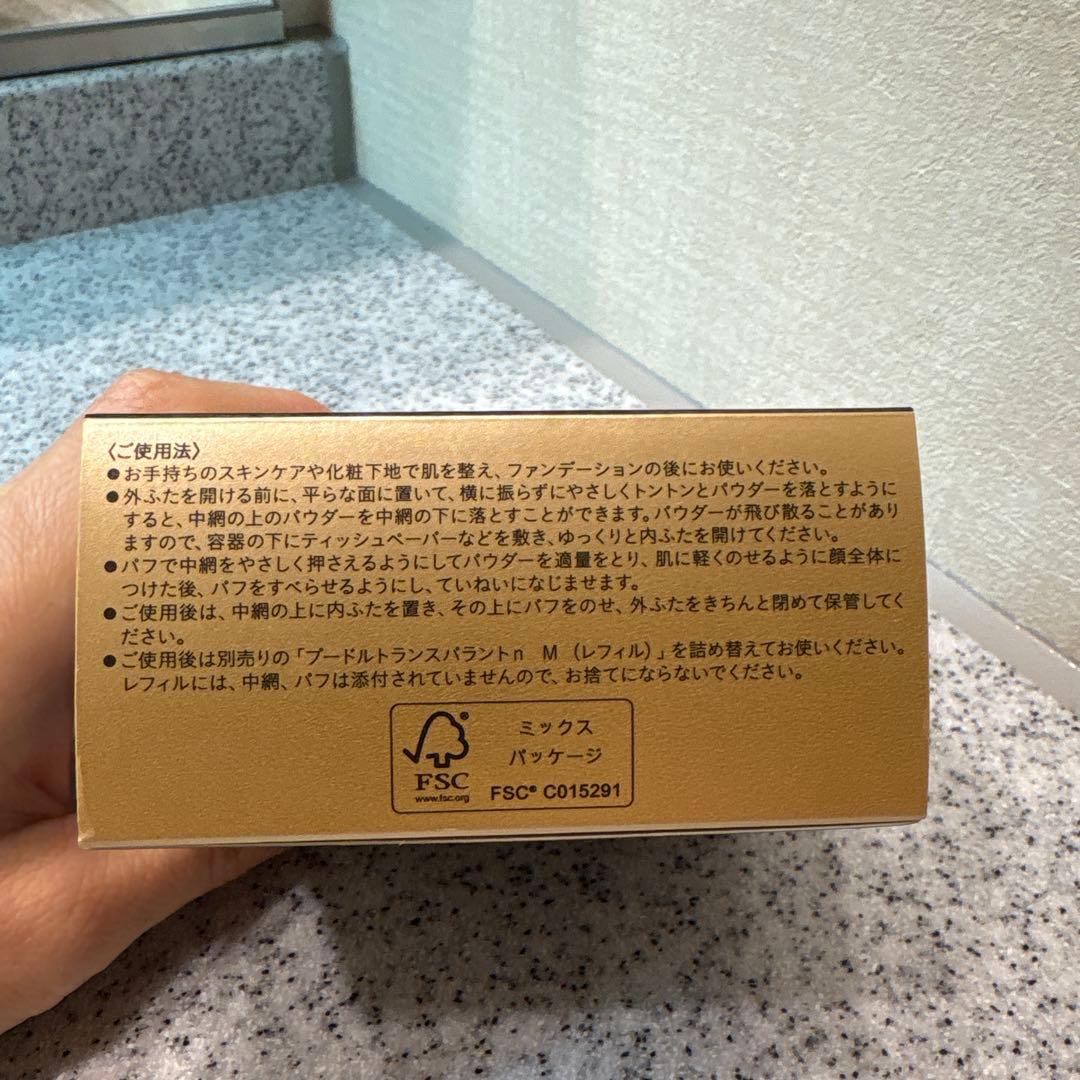 〈ご使用法〉
●お手持ちのスキンケアや化粧下地で肌を整え、ファンデーションの後にお使いください。
●外ふたを開ける前に、平らな面に置いて、横に振らずにやさしくトントンとパウダーを落とすように
すると、中網の上のパウダーを中網の下に落とすことができます。パウダーが飛び散ることがあり
ますので、容器の下にティッシュペーパーなどを敷き、ゆっくりと内ふたを開けてください。
●パフで中網をやさしく押さえるようにしてパウダーを適量をとり、肌に軽くのせるように顔全体に
つけた後、パフをすべらせるようにし、ていねいになじませます。
●ご使用後は、中網の上に内ふたを置き、その上にパフをのせ、外ふたをきちんと閉めて保管してく
ださい。
●ご使用後は別売りの「プードルトランスパラントn M（レフィル）」を詰め替えてお使いください。
レフィルには、中網、パフは添付されていませんので、お捨てにならないでください。
®
FSC
www.fsc.org
ミックス
パッケージ
FSC® C015291